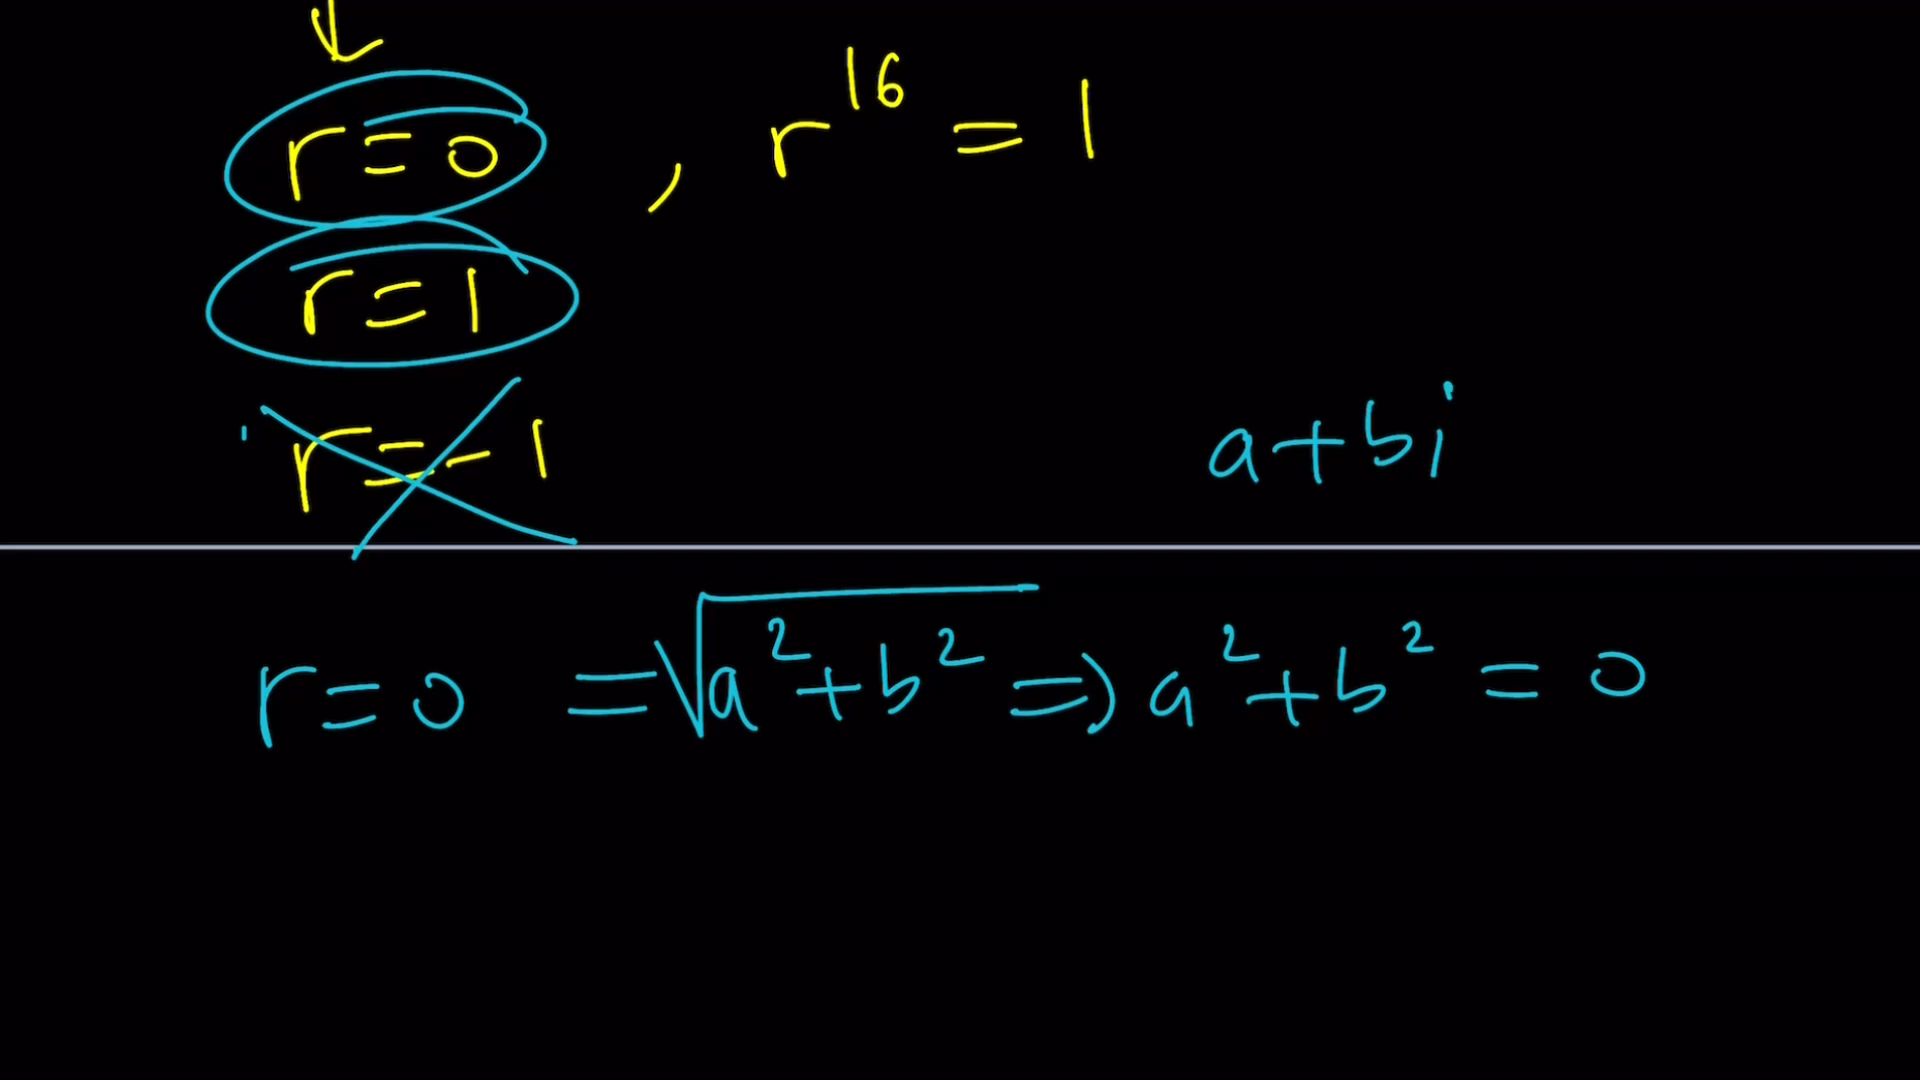 r = 0 , r^16 = 1
r = 1
r = -1
a + bi
r = 0 = √(a² + b²) ⇒ a² + b² = 0